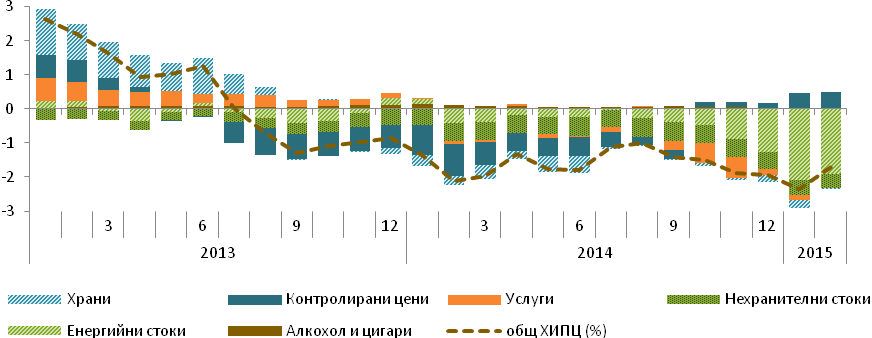 3
2
1
0
-1
-2
-3
3 6 9 12 3 6 9 12
2013 2014 2015
Храни Контролирани цени Услуги Нехранителни стоки
Енергийни стоки Алкохол и цигари общ ХИПЦ (%)